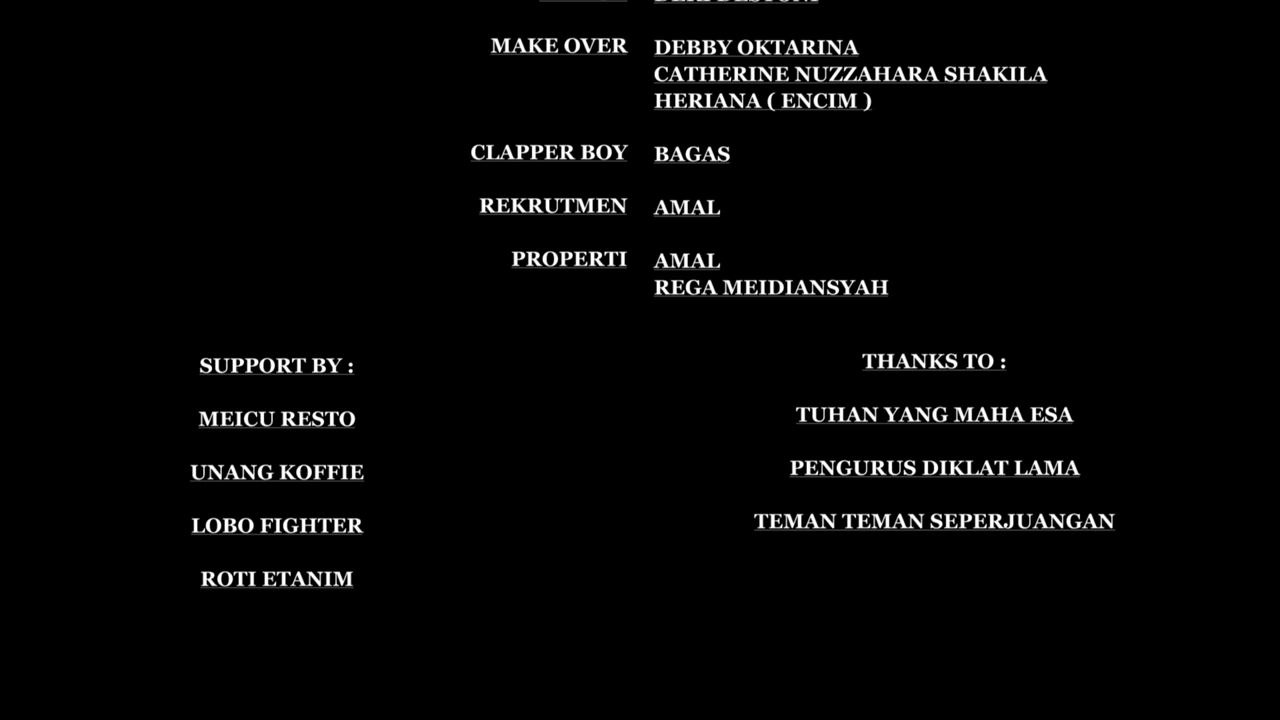 MAKE OVER DEBBY OKTARINA
CATHERINE NUZZAHARA SHAKILA
HERIANA ( ENCIM )
CLAPPER BOY BAGAS
REKRUTMEN AMAL
PROPERTI AMAL
REGA MEIDIANSYAH
SUPPORT BY :
MEICU RESTO
UNANG KOFFIE
LOBO FIGHTER
ROTI ETANIM
THANKS TO :
TUHAN YANG MAHA ESA
PENGURUS DIKLAT LAMA
TEMAN TEMAN SEPERJUANGAN